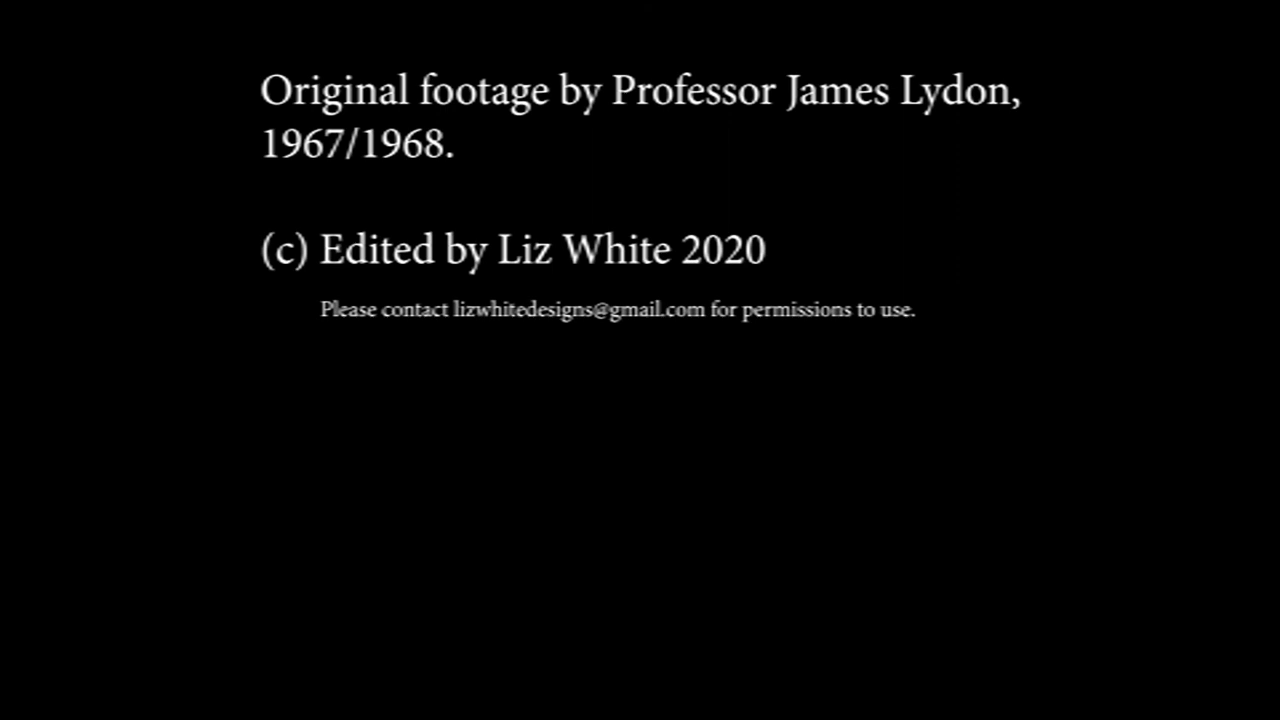 Original footage by Professor James Lydon,
1967/1968.
(c) Edited by Liz White 2020
Please contact lizwhitedesigns@gmail.com for permissions to use.